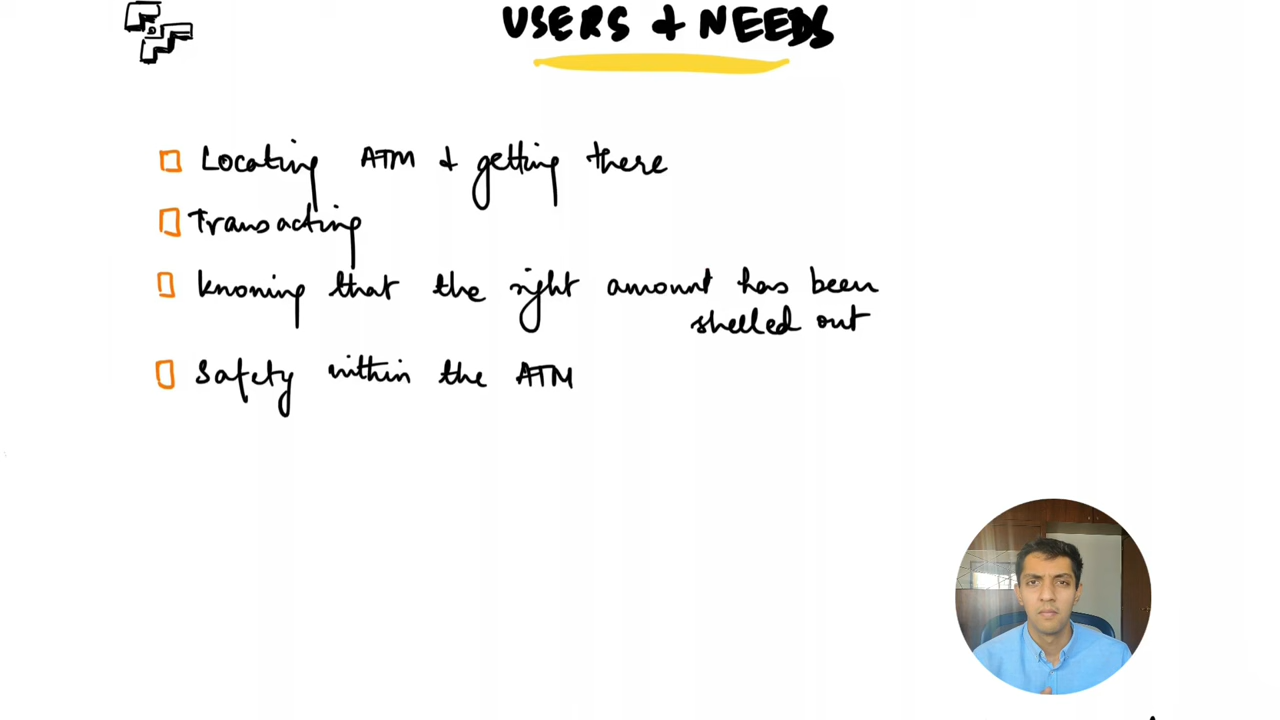 USERS & NEEDS
Locating ATM & getting there
Transacting
Knowing that the right amount has been
shelled out
Safety within the ATM